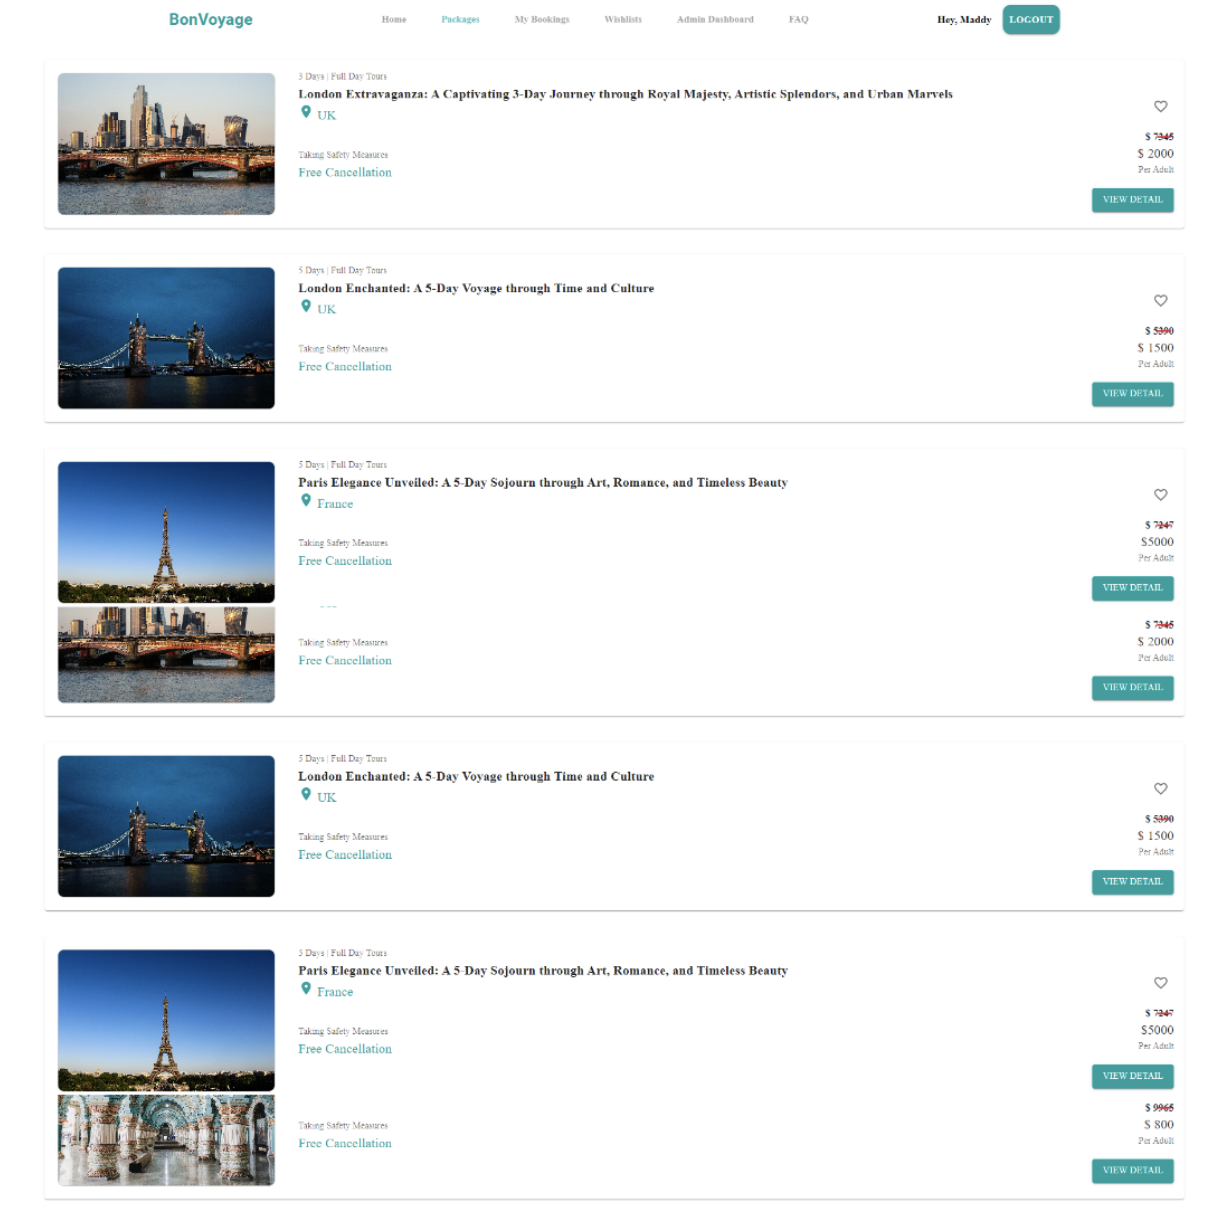 BonVoyage Home Packages My Bookings Wishlists Admin Dashboard FAQ Hey, Maddy LOGOUT
3 Days | Full Day Tours
London Extravaganza: A Captivating 3-Day Journey through Royal Majesty, Artistic Splendors, and Urban Marvels
UK
$ 7345
Taking Safety Measures
$ 2000
Free Cancellation
Per Adult
VIEW DETAIL
5 Days | Full Day Tours
London Enchanted: A 5-Day Voyage through Time and Culture
UK
$ 5390
Taking Safety Measures
$ 1500
Free Cancellation
Per Adult
VIEW DETAIL
5 Days | Full Day Tours
Paris Elegance Unveiled: A 5-Day Sojourn through Art, Romance, and Timeless Beauty
France
$ 7247
Taking Safety Measures
$5000
Free Cancellation
Per Adult
VIEW DETAIL
$ 7345
Taking Safety Measures
$ 2000
Free Cancellation
Per Adult
VIEW DETAIL
5 Days | Full Day Tours
London Enchanted: A 5-Day Voyage through Time and Culture
UK
$ 5390
Taking Safety Measures
$ 1500
Free Cancellation
Per Adult
VIEW DETAIL
5 Days | Full Day Tours
Paris Elegance Unveiled: A 5-Day Sojourn through Art, Romance, and Timeless Beauty
France
$ 7247
Taking Safety Measures
$5000
Free Cancellation
Per Adult
VIEW DETAIL
$ 9965
Taking Safety Measures
$ 800
Free Cancellation
Per Adult
VIEW DETAIL